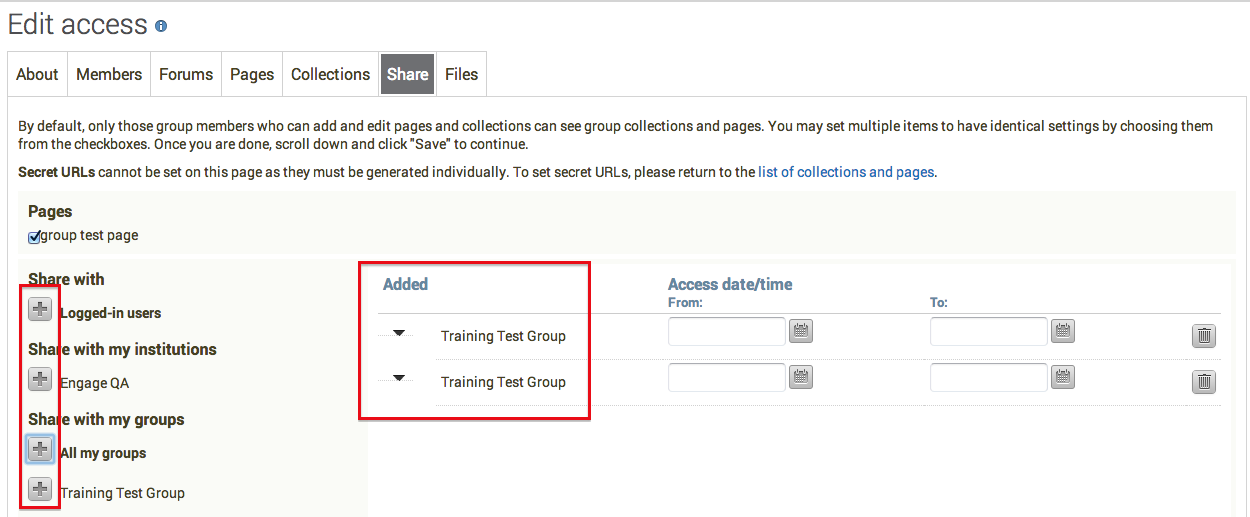 Edit access
About Members Forums Pages Collections Share Files
By default, only those group members who can add and edit pages and collections can see group collections and pages. You may set multiple items to have identical settings by choosing them
from the checkboxes. Once you are done, scroll down and click "Save" to continue.
Secret URLs cannot be set on this page as they must be generated individually. To set secret URLs, please return to the list of collections and pages.
Pages
group test page
Share with
Logged-in users
Share with my institutions
Engage QA
Share with my groups
All my groups
Training Test Group
Added Access date/time
From: To:
Training Test Group
Training Test Group